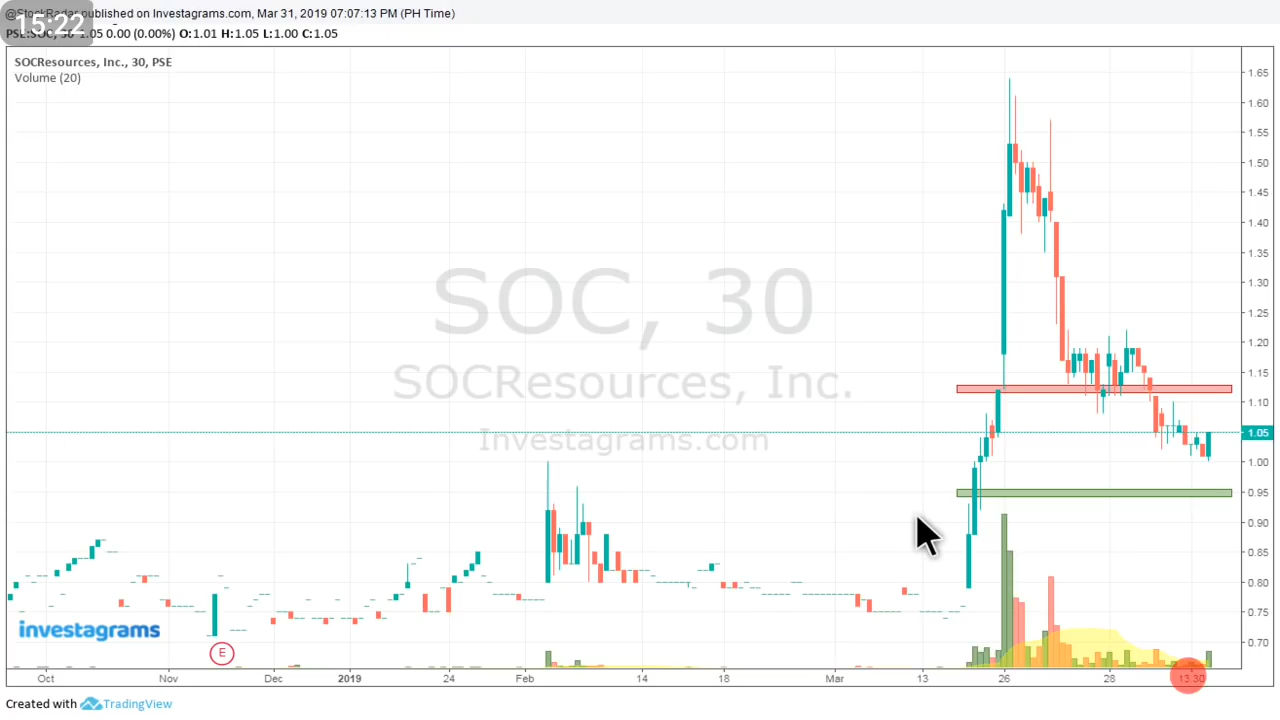 @StockRadar published on Investagrams.com, Mar 31, 2019 07:07:13 PM (PH Time)
15:22
PSE:SOC, 30 1.05 0.00 (0.00%) O:1.01 H:1.05 L:1.00 C:1.05
SOCResources, Inc., 30, PSE
Volume (20)
SOC, 30
SOCResources, Inc.
Investagrams.com
1.65
1.60
1.55
1.50
1.45
1.40
1.35
1.30
1.25
1.20
1.15
1.10
1.05
1.00
0.95
0.90
0.85
0.80
0.75
0.70
investagrams
E
Oct Nov Dec 2019 24 Feb 14 18 Mar 13 26 28 13:30
Created with TradingView